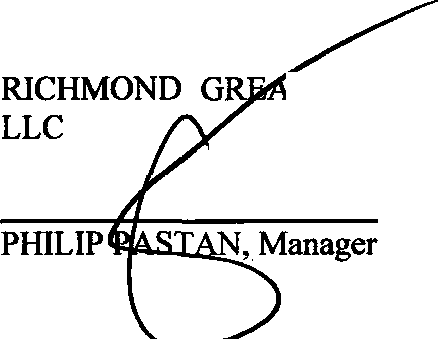 RICHMOND GREA
LLC
PHILIP PASTAN, Manager